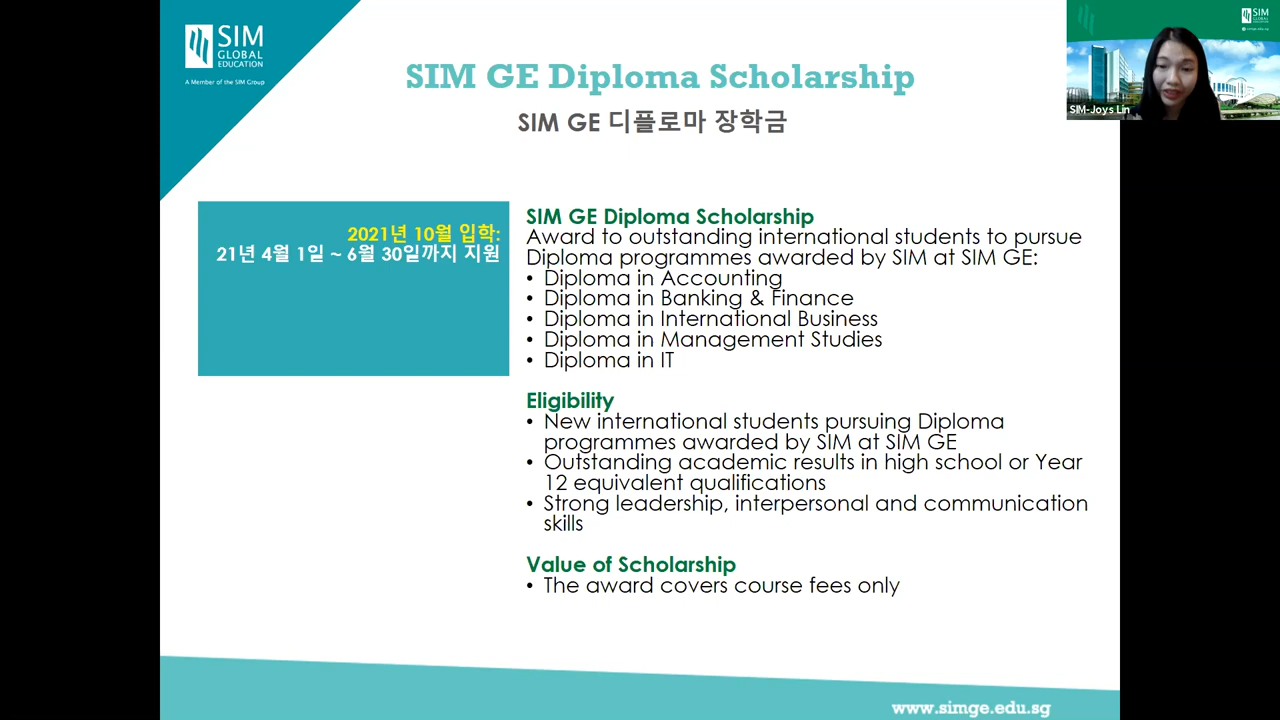 SIM
GLOBAL
EDUCATION
A Member of the SIM Group
SIM GE Diploma Scholarship
SIM GE 디플로마 장학금
2021년 10월 입학:
21년 4월 1일 ~ 6월 30일까지 지원
SIM GE Diploma Scholarship
Award to outstanding international students to pursue
Diploma programmes awarded by SIM at SIM GE:
• Diploma in Accounting
• Diploma in Banking & Finance
• Diploma in International Business
• Diploma in Management Studies
• Diploma in IT
Eligibility
• New international students pursuing Diploma
programmes awarded by SIM at SIM GE
• Outstanding academic results in high school or Year
12 equivalent qualifications
• Strong leadership, interpersonal and communication
skills
Value of Scholarship
• The award covers course fees only
www.simge.edu.sg
SIM
SIM-Joys Lin